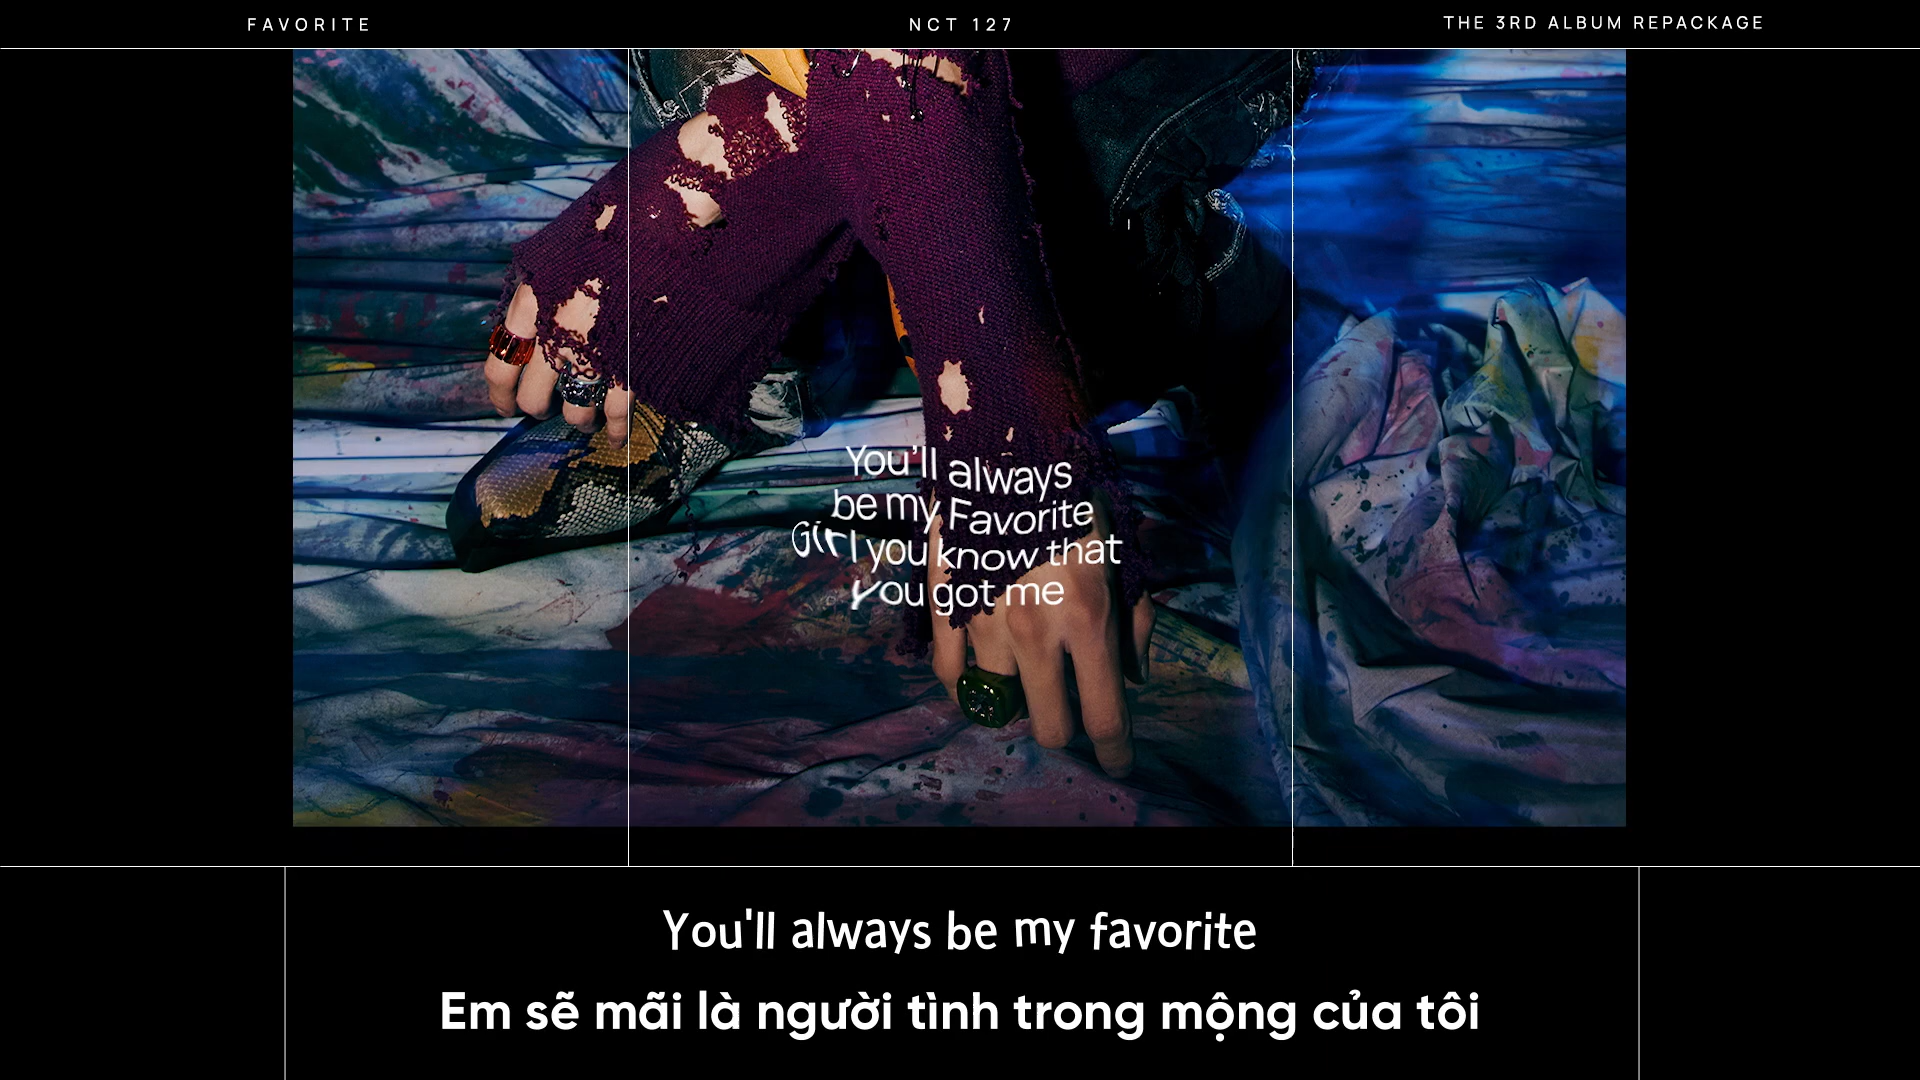 FAVORITE
NCT 127
THE 3RD ALBUM REPACKAGE
You'll always
be my Favorite
Girl you know that
you got me
You'll always be my favorite
Em sẽ mãi là người tình trong mộng của tôi